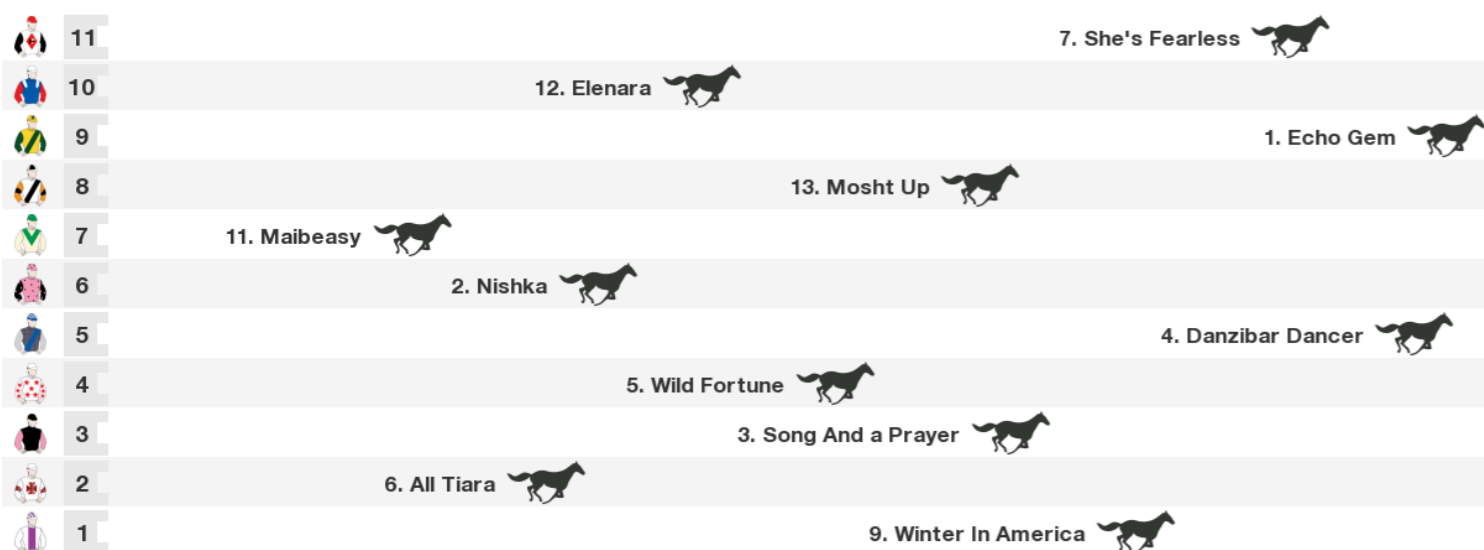 11 7. She's Fearless
10 12. Elenara
9 1. Echo Gem
8 13. Mosht Up
7 11. Maibeasy
6 2. Nishka
5 4. Danzibar Dancer
4 5. Wild Fortune
3 3. Song And a Prayer
2 6. All Tiara
1 9. Winter In America